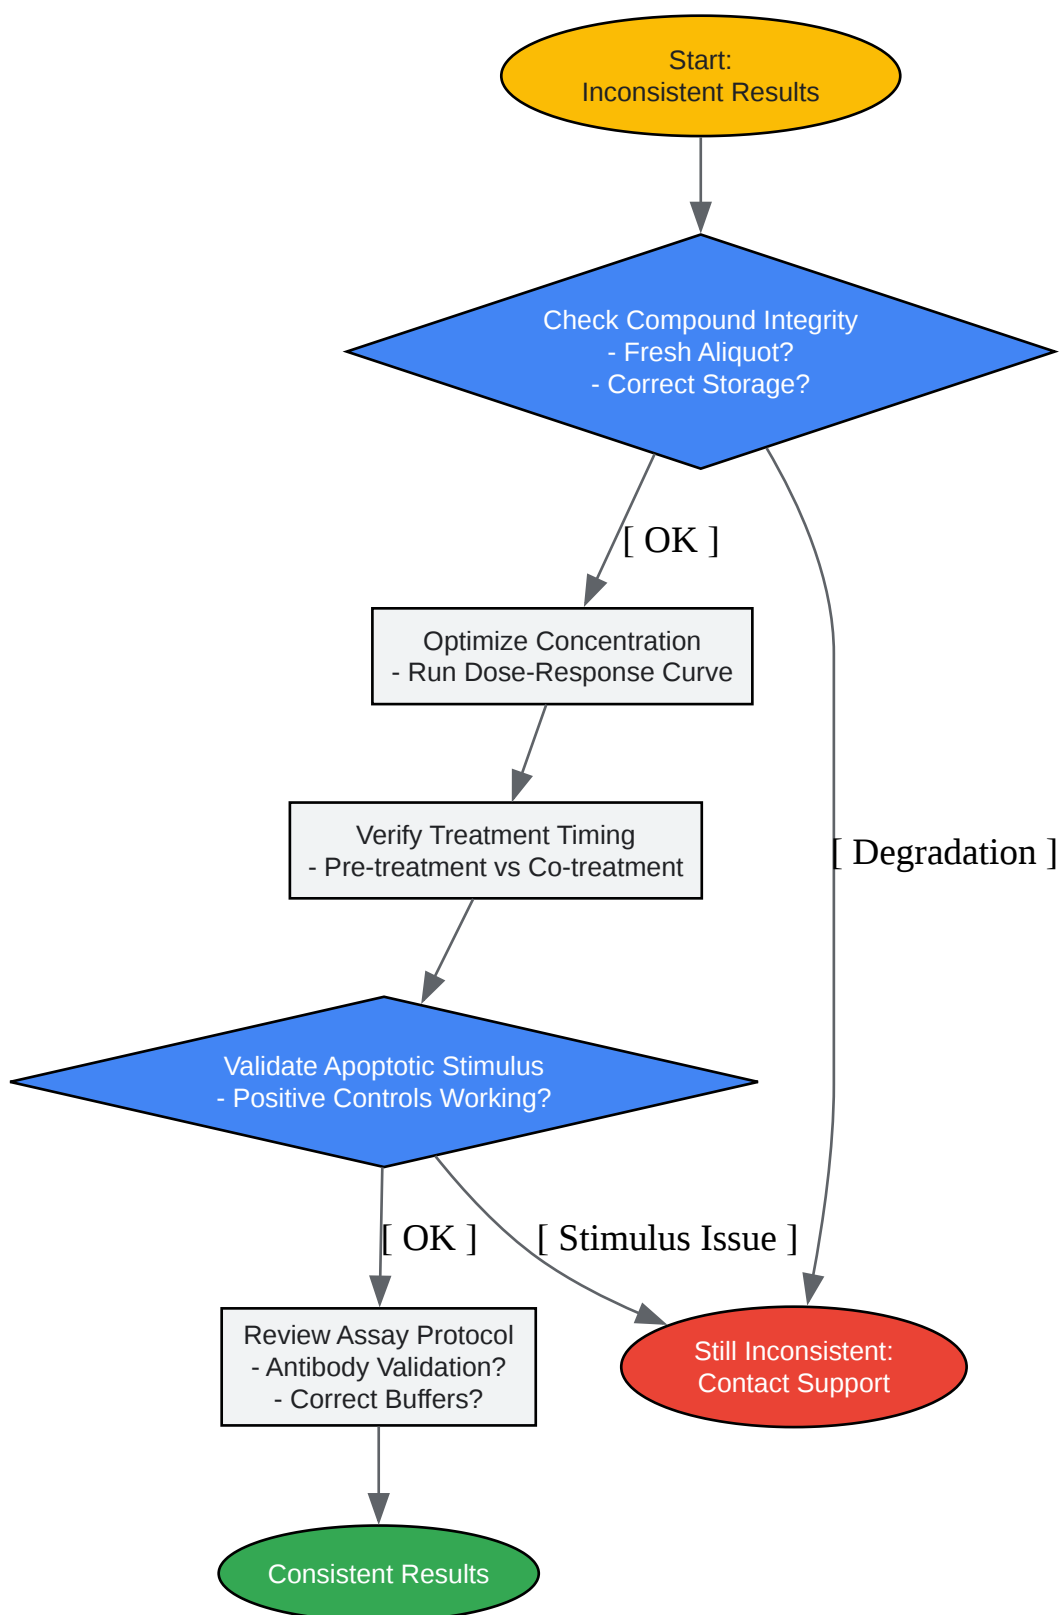 Start:
Inconsistent Results
Check Compound Integrity
- Fresh Aliquot?
- Correct Storage?
[ OK ]
Optimize Concentration
- Run Dose-Response Curve
Verify Treatment Timing
- Pre-treatment vs Co-treatment
[ Degradation ]
Validate Apoptotic Stimulus
- Positive Controls Working?
[ OK ]
[ Stimulus Issue ]
Review Assay Protocol
- Antibody Validation?
- Correct Buffers?
Still Inconsistent:
Contact Support
Consistent Results